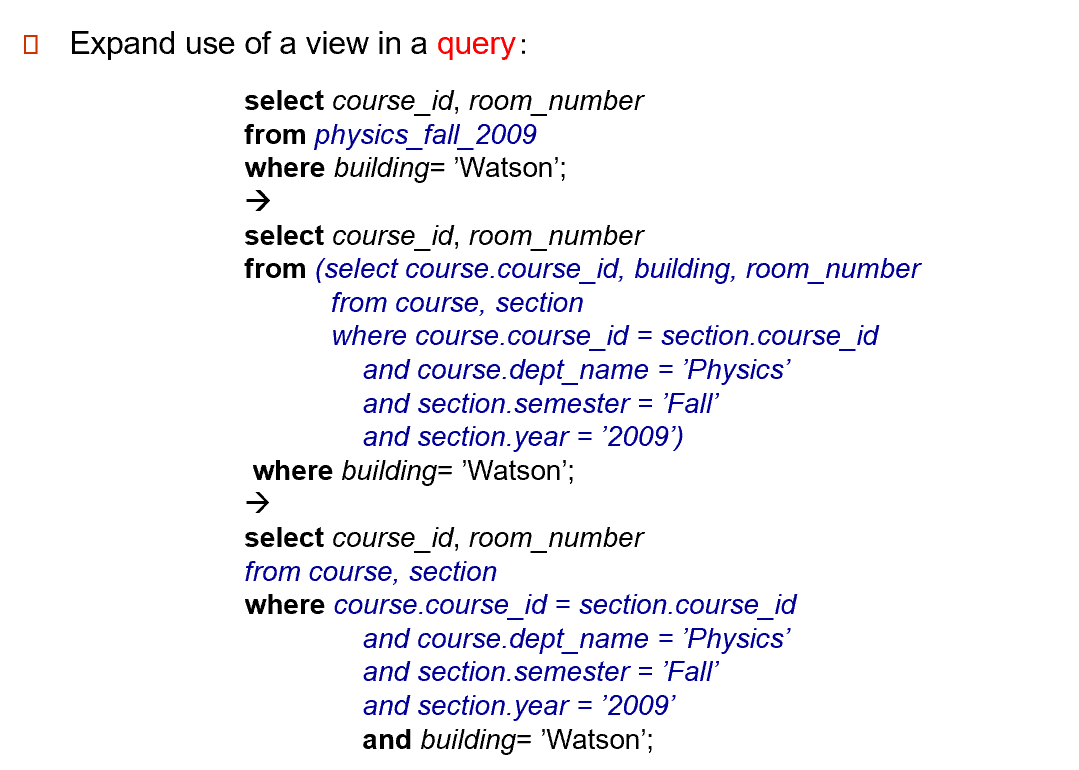 Expand use of a view in a query:
select course_id, room_number
from physics_fall_2009
where building= ’Watson’;
→
select course_id, room_number
from (select course.course_id, building, room_number
from course, section
where course.course_id = section.course_id
and course.dept_name = ’Physics’
and section.semester = ’Fall’
and section.year = ’2009’)
where building= ’Watson’;
→
select course_id, room_number
from course, section
where course.course_id = section.course_id
and course.dept_name = ’Physics’
and section.semester = ’Fall’
and section.year = ’2009’
and building= ’Watson’;